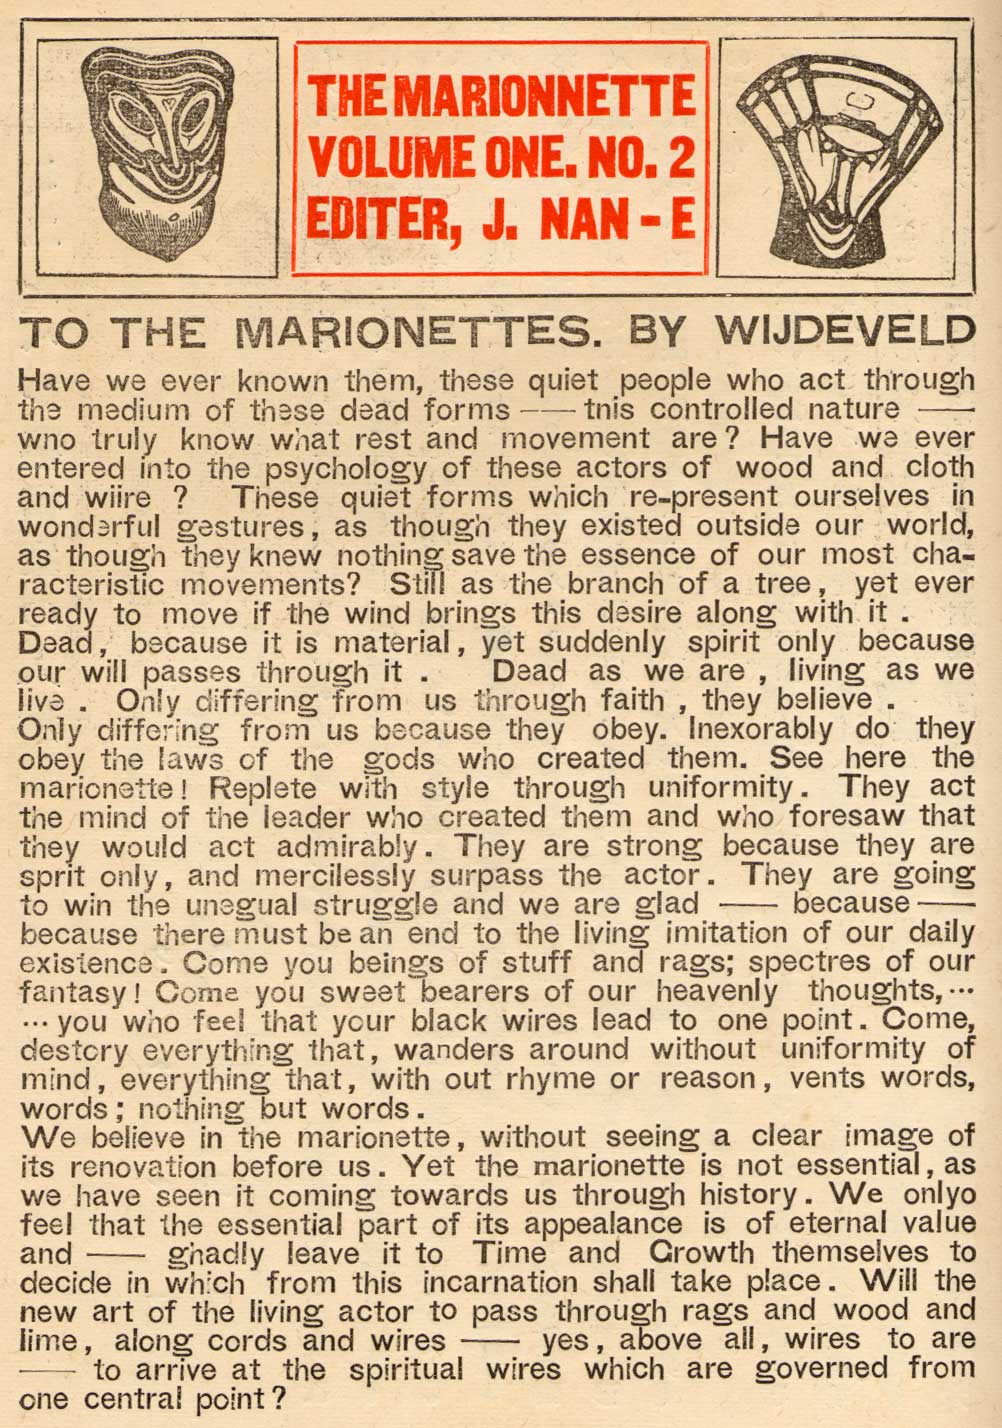 THE MARIONNETTE
VOLUME ONE. NO. 2
EDITER, J. NAN - E
TO THE MARIONETTES. BY WIJDEVELD
Have we ever known them, these quiet people who act through
the medium of these dead forms —— tnis controlled nature ——
wno truly know what rest and movement are? Have we ever
entered into the psychology of these actors of wood and cloth
and wiire ? These quiet forms which re-present ourselves in
wonderful gestures, as though they existed outside our world,
as though they knew nothing save the essence of our most cha-
racteristic movements? Still as the branch of a tree, yet ever
ready to move if the wind brings this desire along with it .
Dead, because it is material, yet suddenly spirit only because
our will passes through it . Dead as we are , living as we
live . Only differing from us through faith , they believe .
Only differing from us because they obey. Inexorably do they
obey the laws of the gods who created them. See here the
marionette! Replete with style through uniformity. They act
the mind of the leader who created them and who foresaw that
they would act admirably. They are strong because they are
sprit only, and mercilessly surpass the actor. They are going
to win the unegual struggle and we are glad —— because ——
because there must be an end to the living imitation of our daily
existence. Come you beings of stuff and rags; spectres of our
fantasy! Come you sweet bearers of our heavenly thoughts, ...
... you who feel that your black wires lead to one point. Come,
destory everything that, wanders around without uniformity of
mind, everything that, with out rhyme or reason, vents words,
words; nothing but words.
We believe in the marionette, without seeing a clear image of
its renovation before us. Yet the marionette is not essential, as
we have seen it coming towards us through history. We onlyo
feel that the essential part of its appealance is of eternal value
and —— ghadly leave it to Time and Growth themselves to
decide in which from this incarnation shall take place. Will the
new art of the living actor to pass through rags and wood and
lime, along cords and wires —— yes, above all, wires to are
—— to arrive at the spiritual wires which are governed from
one central point?